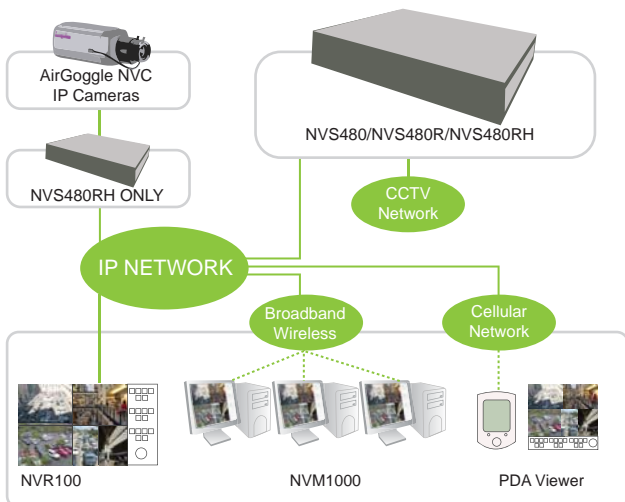 AirGoggle NVC
IP Cameras
NVS480/NVS480R/NVS480RH
NVS480RH ONLY
CCTV
Network
IP NETWORK
Broadband
Wireless
Cellular
Network
NVR100
NVM1000
PDA Viewer